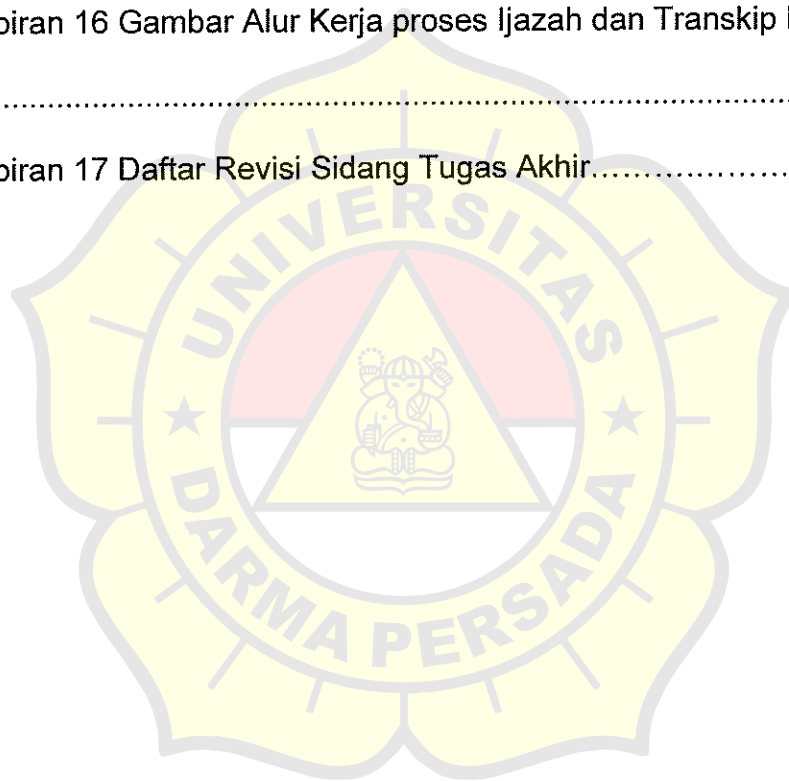 piran 16 Gambar Alur Kerja proses Ijazah dan Transkip
........................................................................................
piran 17 Daftar Revisi Sidang Tugas Akhir...................
UNIVERSITAS
DARMA PERSADA